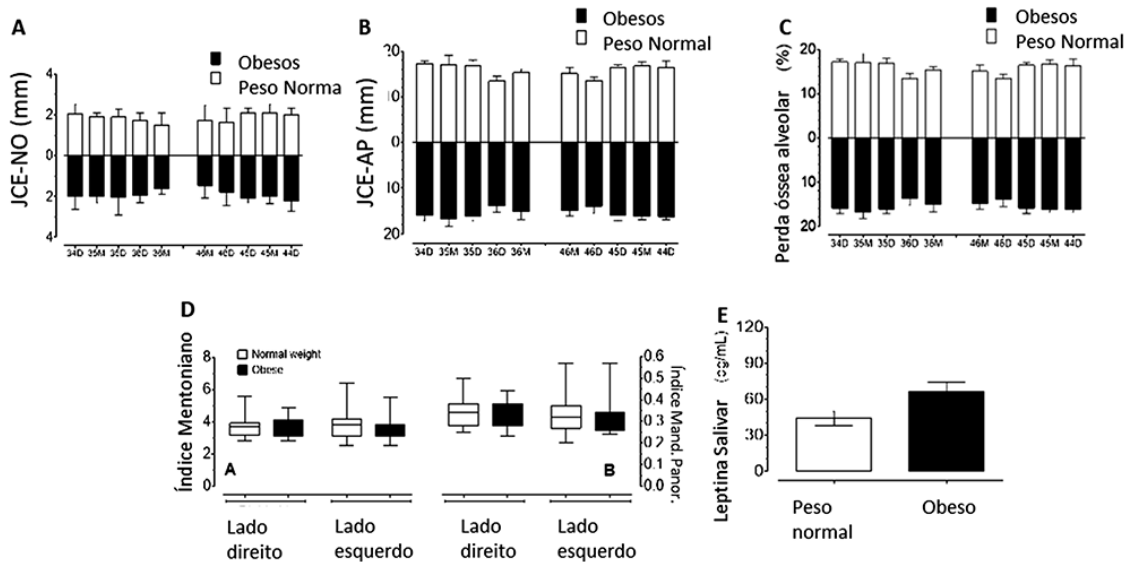 A
Obesos
Peso Norma
JCE-NO (mm)
4
2
0
2
4
34D 35M 35D 36D 36M 46M 46D 45D 45M 44D
B
Obesos
Peso Normal
JCE-AP (mm)
20
10
0
10
20
34D 35M 35D 36D 36M 46M 46D 45D 45M 44D
C
Obesos
Peso Normal
Perda óssea alveolar (%)
20
10
0
10
20
34D 35M 35D 36D 36M 46M 46D 45D 45M 44D
D
Índice Mentoniano
8
6
4
2
0
Normal weight
Obese
A
B
0.6
0.5
0.4
0.3
0.2
0.1
0.0
Índice Mand. Panor.
Lado direito
Lado esquerdo
Lado direito
Lado esquerdo
E
Leptina Salivar (pg/mL)
120
90
60
30
0
Peso normal
Obeso